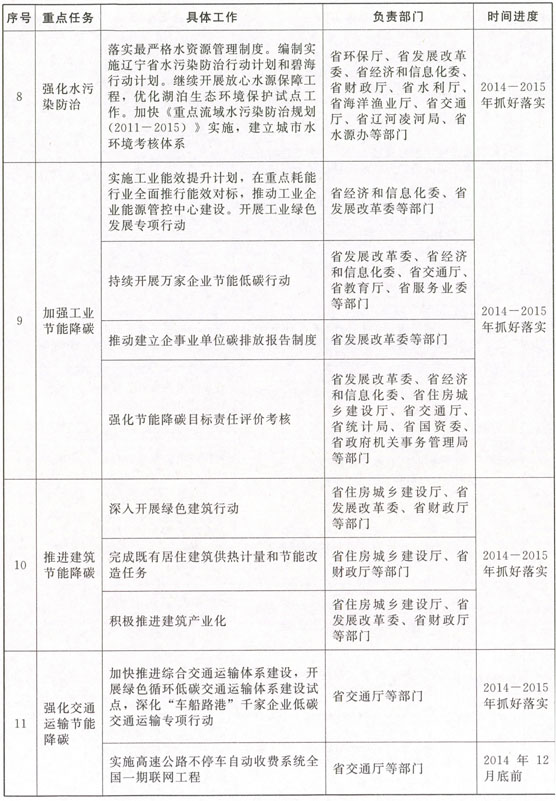 序号
重点任务
具体工作
负责部门
时间进度
8
强化水污
染防治
落实最严格水资源管理制度。编制实
施辽宁省水污染防治行动计划和碧海
行动计划。继续开展放心水源保障工
程，优化湖泊生态环境保护试点工
作。加快《重点流域水污染防治规划
(2011－2015）》实施，建立城市水
环境考核体系
省环保厅、省发展改革
委、省经济和信息化委、
省财政厅、省水利厅、
省海洋渔业厅、省交通
厅、省辽河凌河局、省
水源办等部门
2014－2015
年抓好落实
9
加强工业
节能降碳
实施工业能效提升计划，在重点耗能
行业全面推行能效对标，推动工业企
业能源管控中心建设。开展工业绿色
发展专项行动
省经济和信息化委、省
发展改革委等部门
2014－2015
年抓好落实
持续开展万家企业节能低碳行动
省发展改革委、省经济
和信息化委、省交通厅、
省教育厅、省服务业委
等部门
推动建立企事业单位碳排放报告制度
省发展改革委等部门
强化节能降碳目标责任评价考核
省发展改革委、省经济
和信息化委、省住房城
乡建设厅、省交通厅、
省统计局、省国资委、
省政府机关事务管理局
等部门
10
推进建筑
节能降碳
深入开展绿色建筑行动
省住房城乡建设厅、省
发展改革委、省财政厅
等部门
2014－2015
年抓好落实
完成既有居住建筑供热计量和节能改
造任务
省住房城乡建设厅、省
财政厅等部门
积极推进建筑产业化
省住房城乡建设厅、省
发展改革委、省财政厅
等部门
11
强化交通
运输节能
降碳
加快推进综合交通运输体系建设，开
展绿色循环低碳交通运输体系建设试
点，深化“车船路港”千家企业低碳
交通运输专项行动
省交通厅等部门
2014－2015
年抓好落实
实施高速公路不停车自动收费系统全
国一期联网工程
省交通厅等部门
2014 年 12
月底前